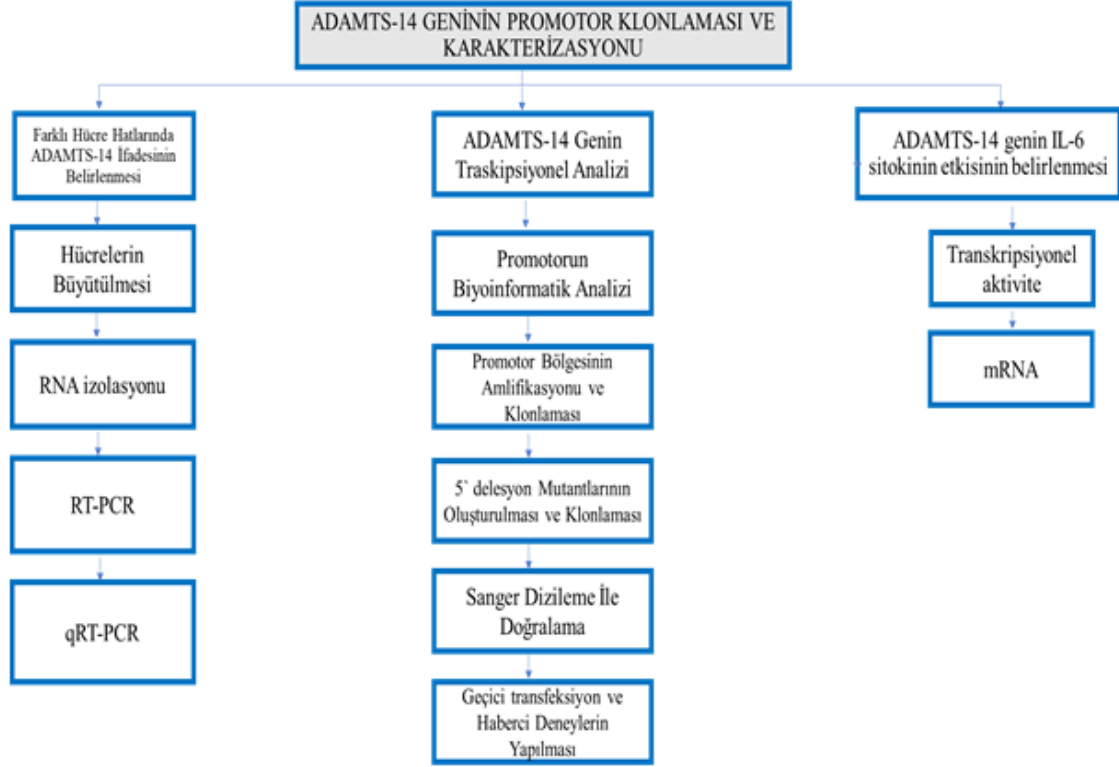 ADAMTS-14 GENİNİN PROMOTOR KLONLAMASI VE
KARAKTERİZASYONU
Farklı Hücre Hatlarında
ADAMTS-14 İfadesinin
Belirlenmesi
Hücrelerin
Büyütülmesi
RNA izolasyonu
RT-PCR
qRT-PCR
ADAMTS-14 Genin
Traskipsiyonel Analizi
Promotorun
Biyoinformatik Analizi
Promotor Bölgesinin
Amlifikasyonu ve
Klonlaması
5` delesyon Mutantlarının
Oluşturulması ve Klonlaması
Sanger Dizileme İle
Doğralama
Geçici transfeksiyon ve
Haberci Deneylerin
Yapılması
ADAMTS-14 genin IL-6
sitokinin etkisinin belirlenmesi
Transkripsiyonel
aktivite
mRNA